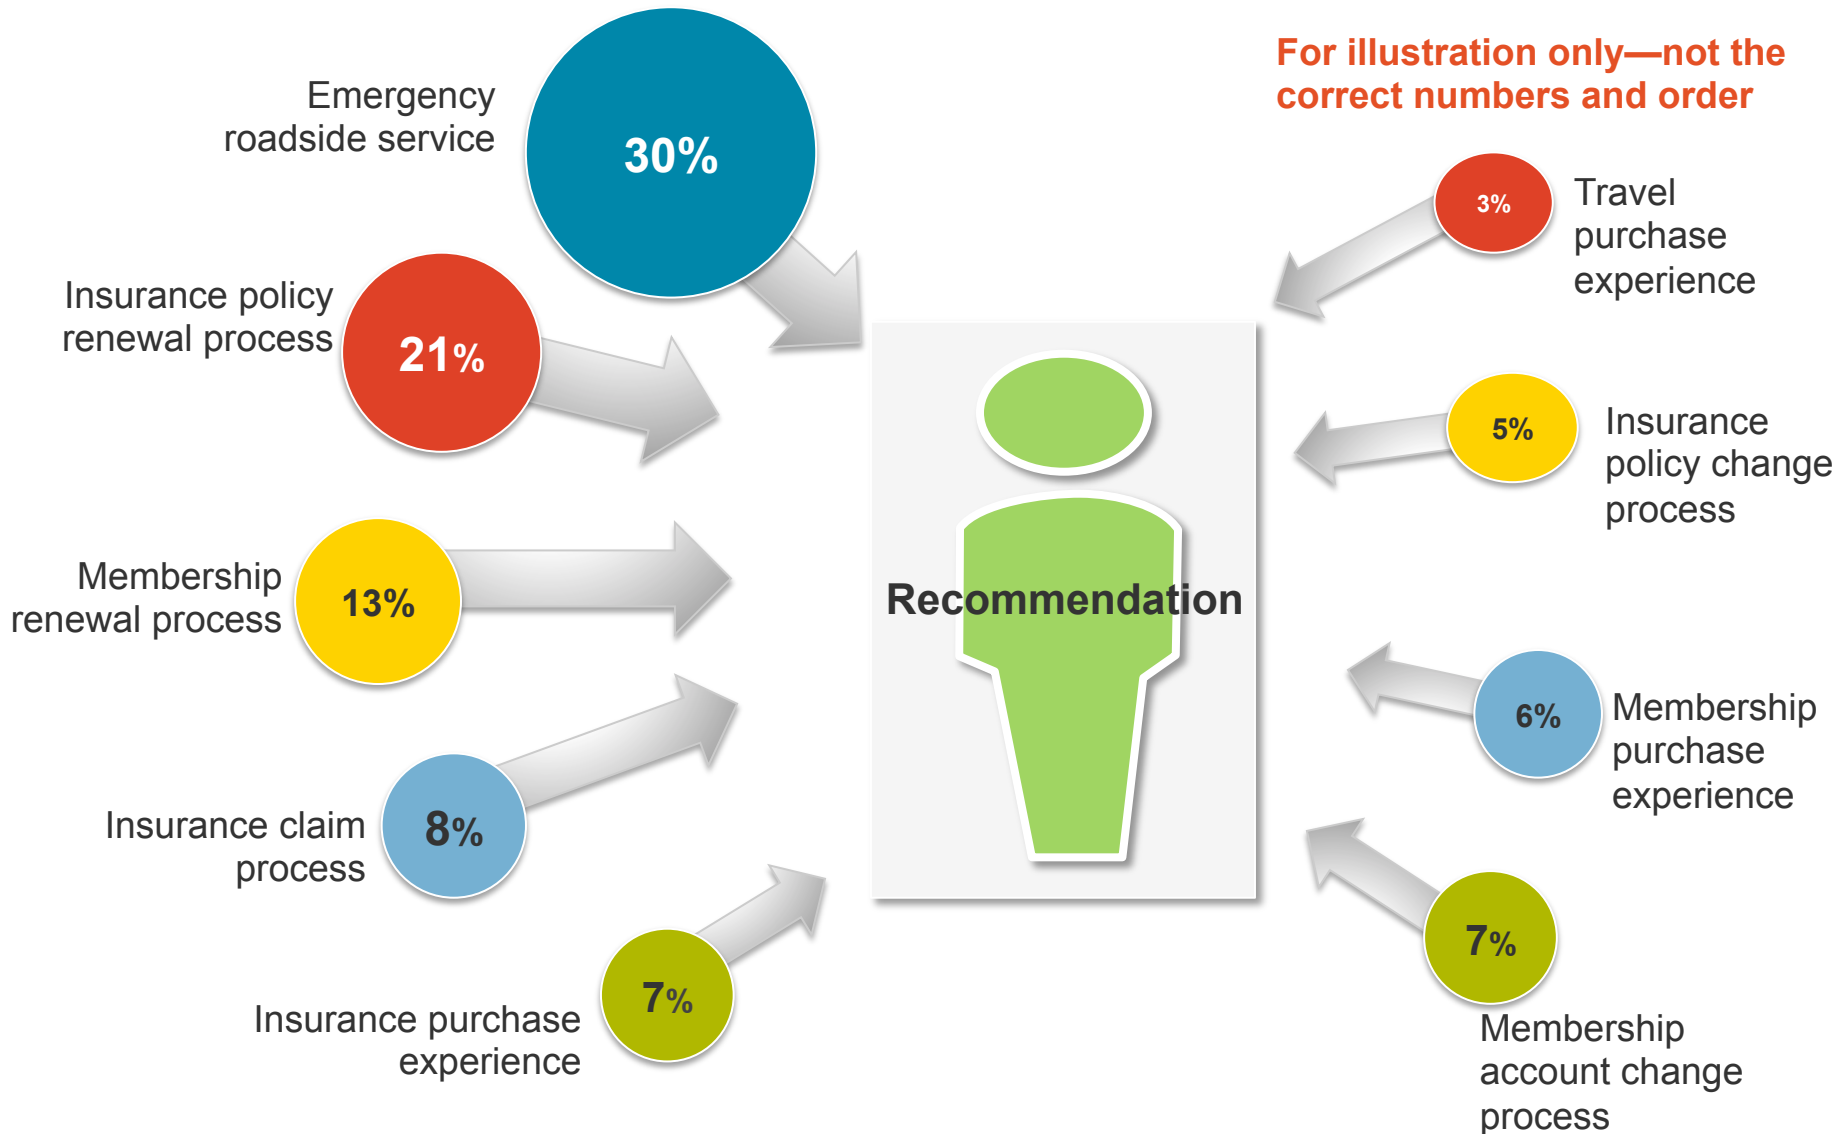 For illustration only—not the
correct numbers and order
Emergency
roadside service
30%
Insurance policy
renewal process
21%
Membership
renewal process
13%
Insurance claim
process
8%
Insurance purchase
experience
7%
Recommendation
3%
Travel
purchase
experience
5%
Insurance
policy change
process
6%
Membership
purchase
experience
7%
Membership
account change
process